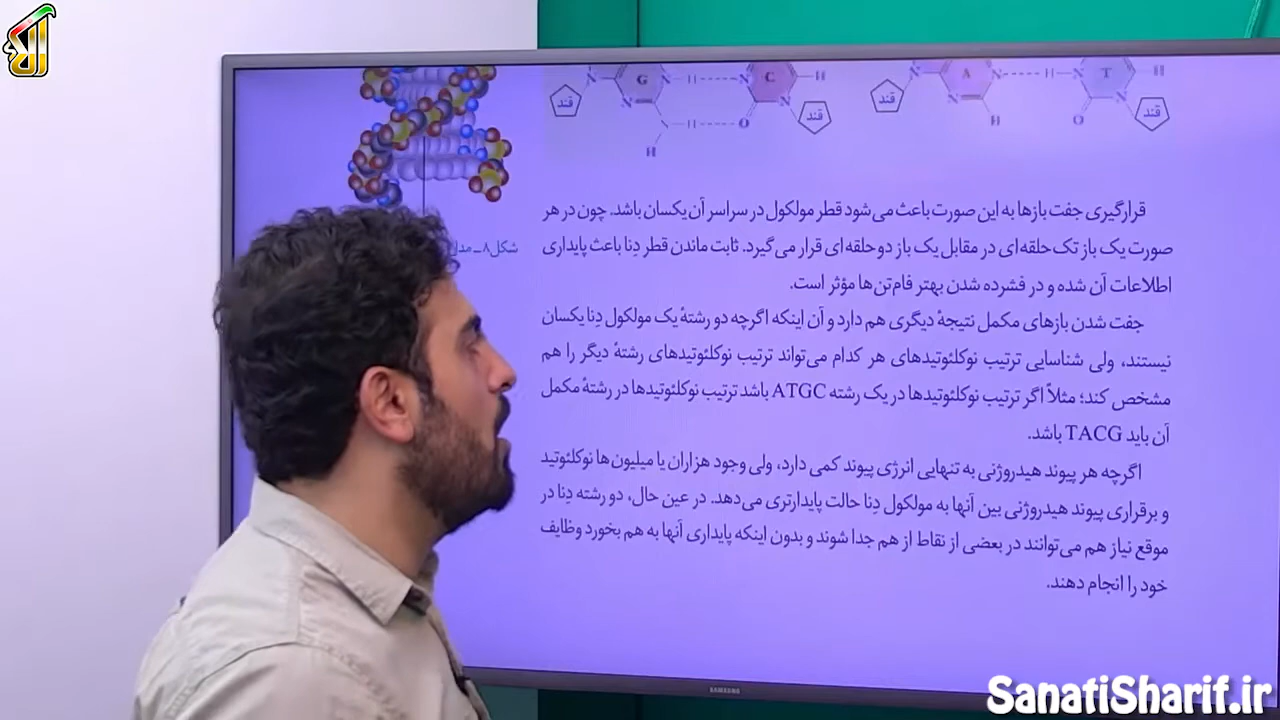 آلاء
G
C
A
T
N
H
N
H
N
N
H
N
H
N
N
N
N
قند
N
H
O
قند
قند
H
O
قند
H
شکل۸ــ مدل
قرارگیری جفت بازها به این صورت باعث می‌شود قطر مولکول در سراسر آن یکسان باشد. چون در هر
صورت یک باز تک حلقه‌ای در مقابل یک باز دو حلقه‌ای قرار می‌گیرد. ثابت ماندن قطر دِنا باعث پایداری
اطلاعات آن شده و در فشرده شدن بهتر فام‌تن‌ها مؤثر است.
جفت شدن بازهای مکمل نتیجهٔ دیگری هم دارد و آن اینکه اگرچه دو رشتهٔ یک مولکول دِنا یکسان
نیستند، ولی شناسایی ترتیب نوکلئوتیدهای هر کدام می‌تواند ترتیب نوکلئوتیدهای رشتهٔ دیگر را هم
مشخص کند؛ مثلاً اگر ترتیب نوکلئوتیدها در یک رشته ATGC باشد ترتیب نوکلئوتیدها در رشتهٔ مکمل
آن باید TACG باشد.
اگرچه هر پیوند هیدروژنی به تنهایی انرژی پیوند کمی دارد، ولی وجود هزاران یا میلیون‌ها نوکلئوتید
و برقراری پیوند هیدروژنی بین آنها به مولکول دِنا حالت پایدارتری می‌دهد. در عین حال، دو رشته دِنا در
موقع نیاز هم می‌توانند در بعضی از نقاط از هم جدا شوند و بدون اینکه پایداری آنها به هم بخورد وظایف
خود را انجام دهند.
SAMSUNG
SanatiSharif.ir